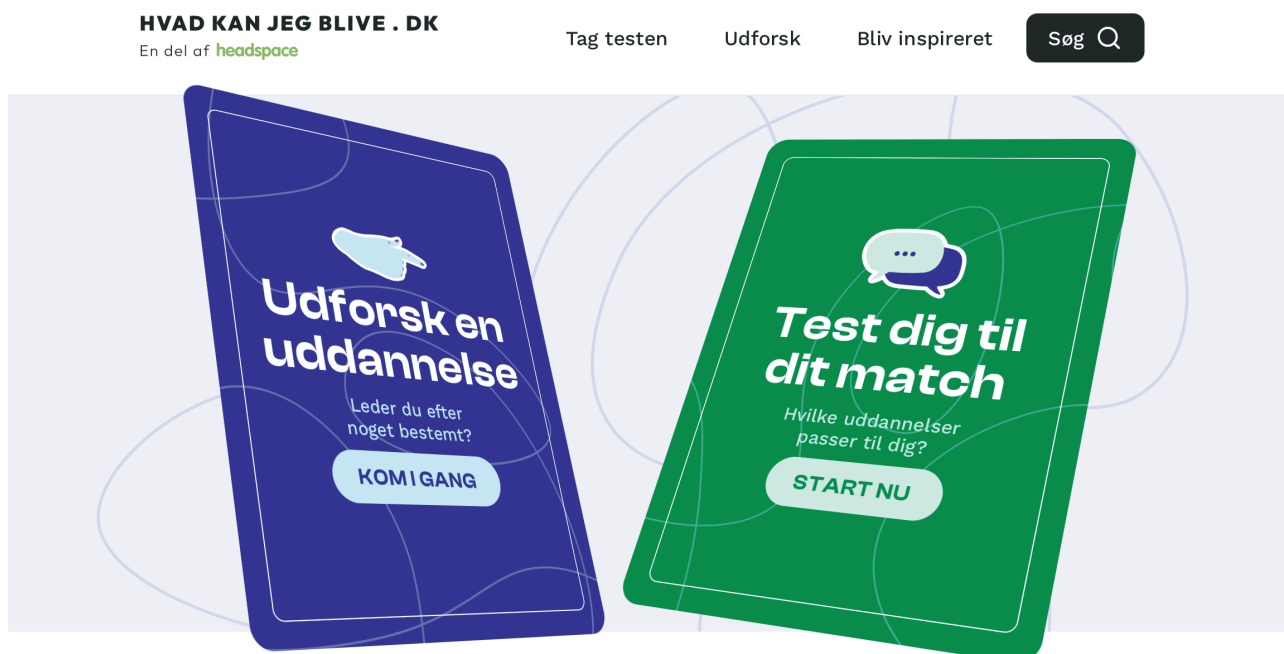 HVAD KAN JEG BLIVE . DK
En del af headspace
Tag testen
Udforsk
Bliv inspireret
Søg
Udforsk en
uddannelse
Leder du efter
noget bestemt?
KOM I GANG
Test dig til
dit match
Hvilke uddannelser
passer til dig?
START NU